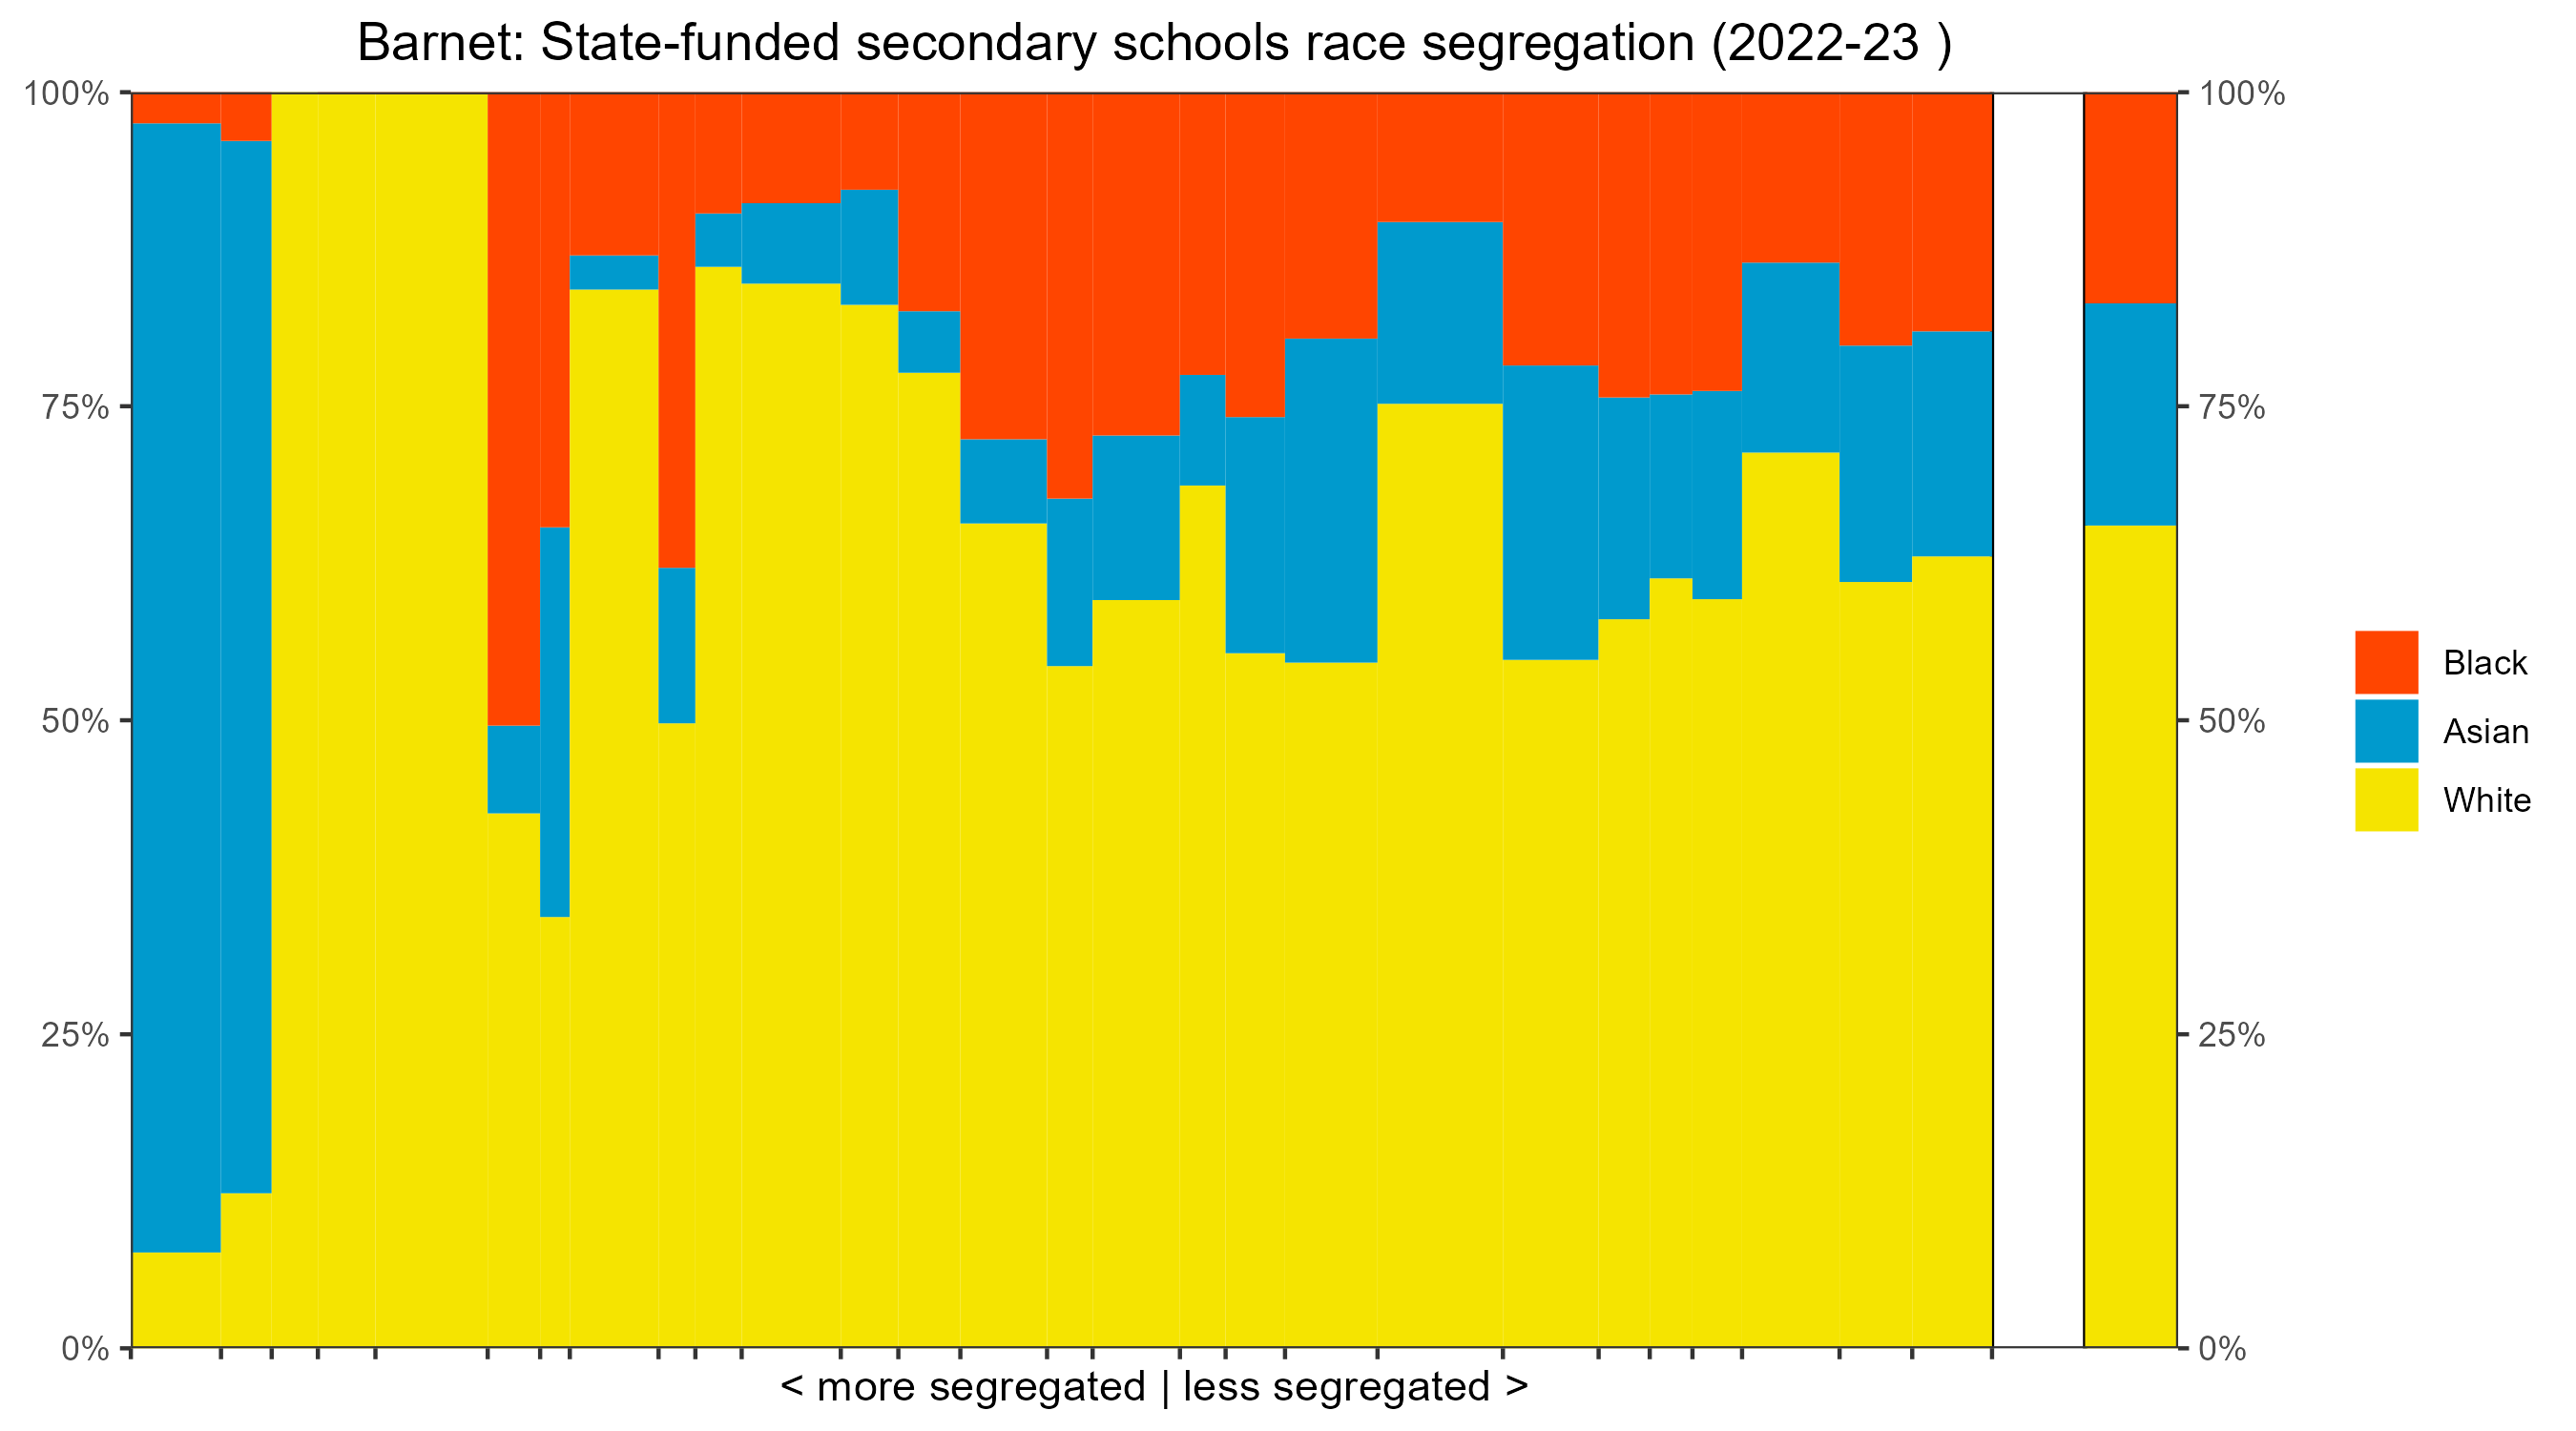 Barnet: State-funded secondary schools race segregation (2022-23 )
100%
75%
50%
25%
0%
100%
75%
50%
25%
0%
Black
Asian
White
< more segregated | less segregated >